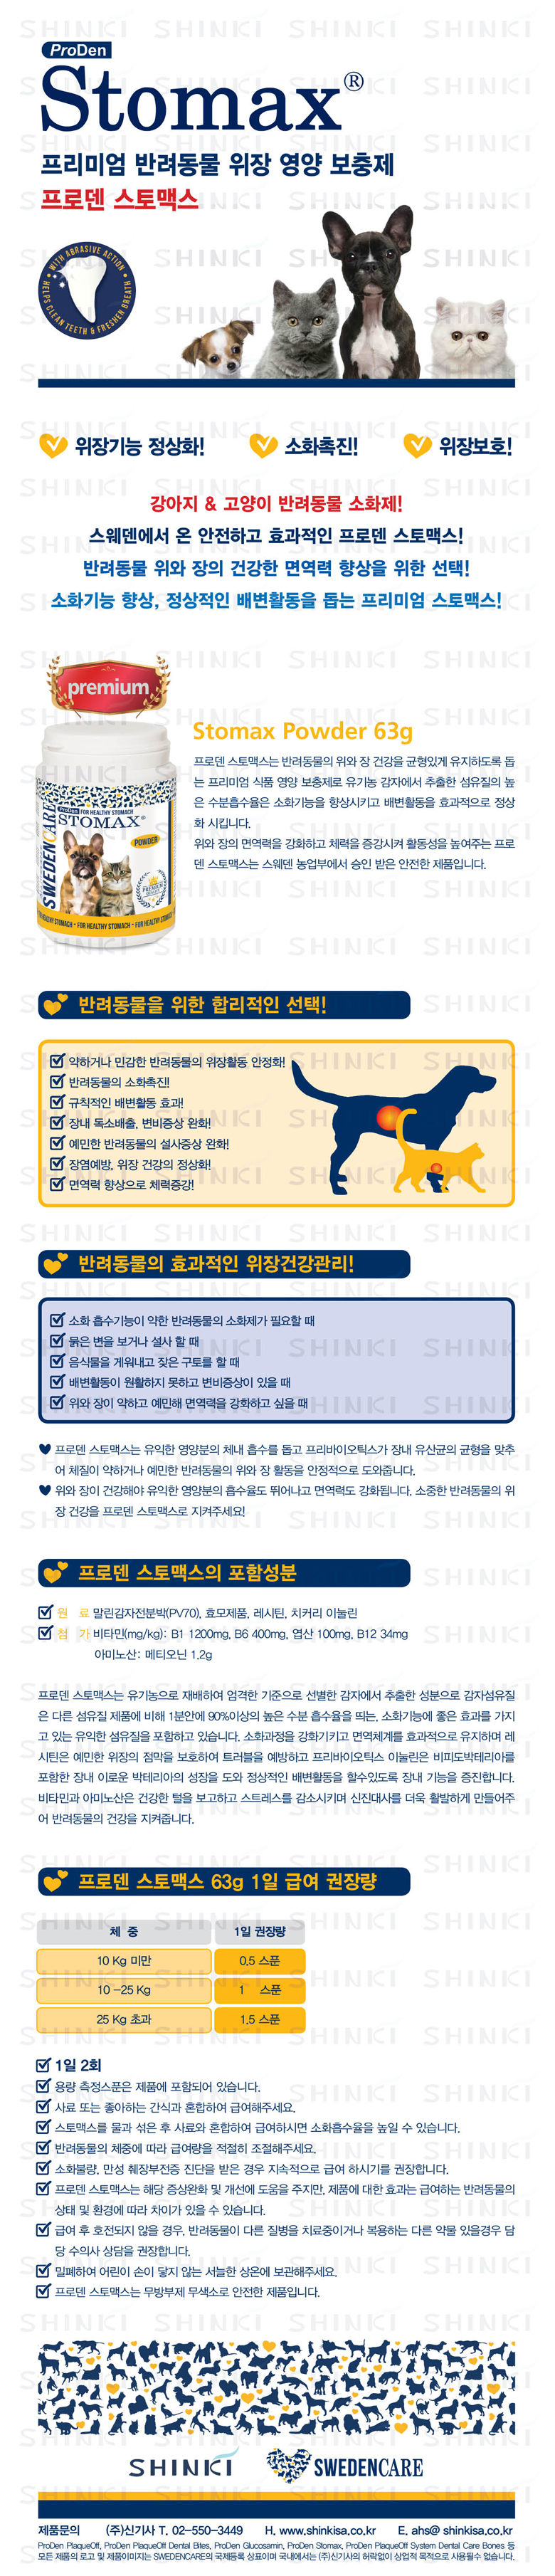 ProDen
Stomax®
프리미엄 반려동물 위장 영양 보충제
프로덴 스토맥스
WITH ABRASIVE ACTION
HELPS CLEAN TEETH & FRESHEN BREATH
위장기능 정상화!
소화촉진!
위장보호!
강아지 & 고양이 반려동물 소화제!
스웨덴에서 온 안전하고 효과적인 프로덴 스토맥스!
반려동물 위와 장의 건강한 면역력 향상을 위한 선택!
소화기능 향상, 정상적인 배변활동을 돕는 프리미엄 스토맥스!
premium
SWEDENCARE
ProDen FOR HEALTHY STOMACH
STOMAX®
POWDER
PREMIUM
HEALTHY STOMACH • FOR HEALTHY STOMACH • FOR HEALTHY
Stomax Powder 63g
프로덴 스토맥스는 반려동물의 위와 장 건강을 균형있게 유지하도록 돕
는 프리미엄 식품 영양 보충제로 유기농 감자에서 추출한 섬유질의 높
은 수분흡수율은 소화기능을 향상시키고 배변활동을 효과적으로 정상
화 시킵니다.
위와 장의 면역력을 강화하고 체력을 증강시켜 활동성을 높여주는 프로
덴 스토맥스는 스웨덴 농업부에서 승인 받은 안전한 제품입니다.
반려동물을 위한 합리적인 선택!
약하거나 민감한 반려동물의 위장활동 안정화!
반려동물의 소화촉진!
규칙적인 배변활동 효과!
장내 독소배출, 변비증상 완화!
예민한 반려동물의 설사증상 완화!
장염예방, 위장 건강의 정상화!
면역력 향상으로 체력증강!
반려동물의 효과적인 위장건강관리!
소화 흡수기능이 약한 반려동물의 소화제가 필요할 때
묽은 변을 보거나 설사 할 때
음식물을 게워내고 잦은 구토를 할 때
배변활동이 원활하지 못하고 변비증상이 있을 때
위와 장이 약하고 예민해 면역력을 강화하고 싶을 때
프로덴 스토맥스는 유익한 영양분의 체내 흡수를 돕고 프리바이오틱스가 장내 유산균의 균형을 맞추
어 체질이 약하거나 예민한 반려동물의 위와 장 활동을 안정적으로 도와줍니다.
위와 장이 건강해야 유익한 영양분의 흡수율도 뛰어나고 면역력도 강화됩니다. 소중한 반려동물의 위
장 건강을 프로덴 스토맥스로 지켜주세요!
프로덴 스토맥스의 포함성분
원 료 말린감자전분박(PV70), 효모제품, 레시틴, 치커리 이눌린
첨 가 비타민(mg/kg): B1 1200mg, B6 400mg, 엽산 100mg, B12 34mg
아미노산: 메티오닌 1.2g
프로덴 스토맥스는 유기농으로 재배하여 엄격한 기준으로 선별한 감자에서 추출한 성분으로 감자섬유질
은 다른 섬유질 제품에 비해 1분안에 90%이상의 높은 수분 흡수율을 띄는, 소화기능에 좋은 효과를 가지
고 있는 유익한 섬유질을 포함하고 있습니다. 소화과정을 강화기키고 면역체계를 효과적으로 유지하며 레
시틴은 예민한 위장의 점막을 보호하여 트러블을 예방하고 프리바이오틱스 이눌린은 비피도박테리아를
포함한 장내 이로운 박테리아의 성장을 도와 정상적인 배변활동을 할수있도록 장내 기능을 증진합니다.
비타민과 아미노산은 건강한 털을 보고하고 스트레스를 감소시키며 신진대사를 더욱 활발하게 만들어주
어 반려동물의 건강을 지켜줍니다.
프로덴 스토맥스 63g 1일 급여 권장량
체 중 1일 권장량
10 Kg 미만 0.5 스푼
10 -25 Kg 1 스푼
25 Kg 초과 1.5 스푼
1일 2회
용량 측정스푼은 제품에 포함되어 있습니다.
사료 또는 좋아하는 간식과 혼합하여 급여해주세요.
스토맥스를 물과 섞은 후 사료와 혼합하여 급여하시면 소화흡수율을 높일 수 있습니다.
반려동물의 체중에 따라 급여량을 적절히 조절해주세요.
소화불량, 만성 췌장부전증 진단을 받은 경우 지속적으로 급여 하시기를 권장합니다.
프로덴 스토맥스는 해당 증상완화 및 개선에 도움을 주지만, 제품에 대한 효과는 급여하는 반려동물의
상태 및 환경에 따라 차이가 있을 수 있습니다.
급여 후 호전되지 않을 경우, 반려동물이 다른 질병을 치료중이거나 복용하는 다른 약물 있을경우 담
당 수의사 상담을 권장합니다.
밀폐하여 어린이 손이 닿지 않는 서늘한 상온에 보관해주세요.
프로덴 스토맥스는 무방부제 무색소로 안전한 제품입니다.
SHINKI
SWEDENCARE
제품문의 (주)신기사 T. 02-550-3449 H. www.shinkisa.co.kr E. ahs@ shinkisa.co.kr
ProDen PlaqueOff, ProDen PlaqueOff Dental Bites, ProDen Glucosamin, ProDen Stomax, ProDen PlaqueOff System Dental Care Bones 등
모든 제품의 로고 및 제품이미지는 SWEDENCARE의 국제등록 상표이며 국내에서는 (주)신기사의 허락없이 상업적 목적으로 사용될수 없습니다.